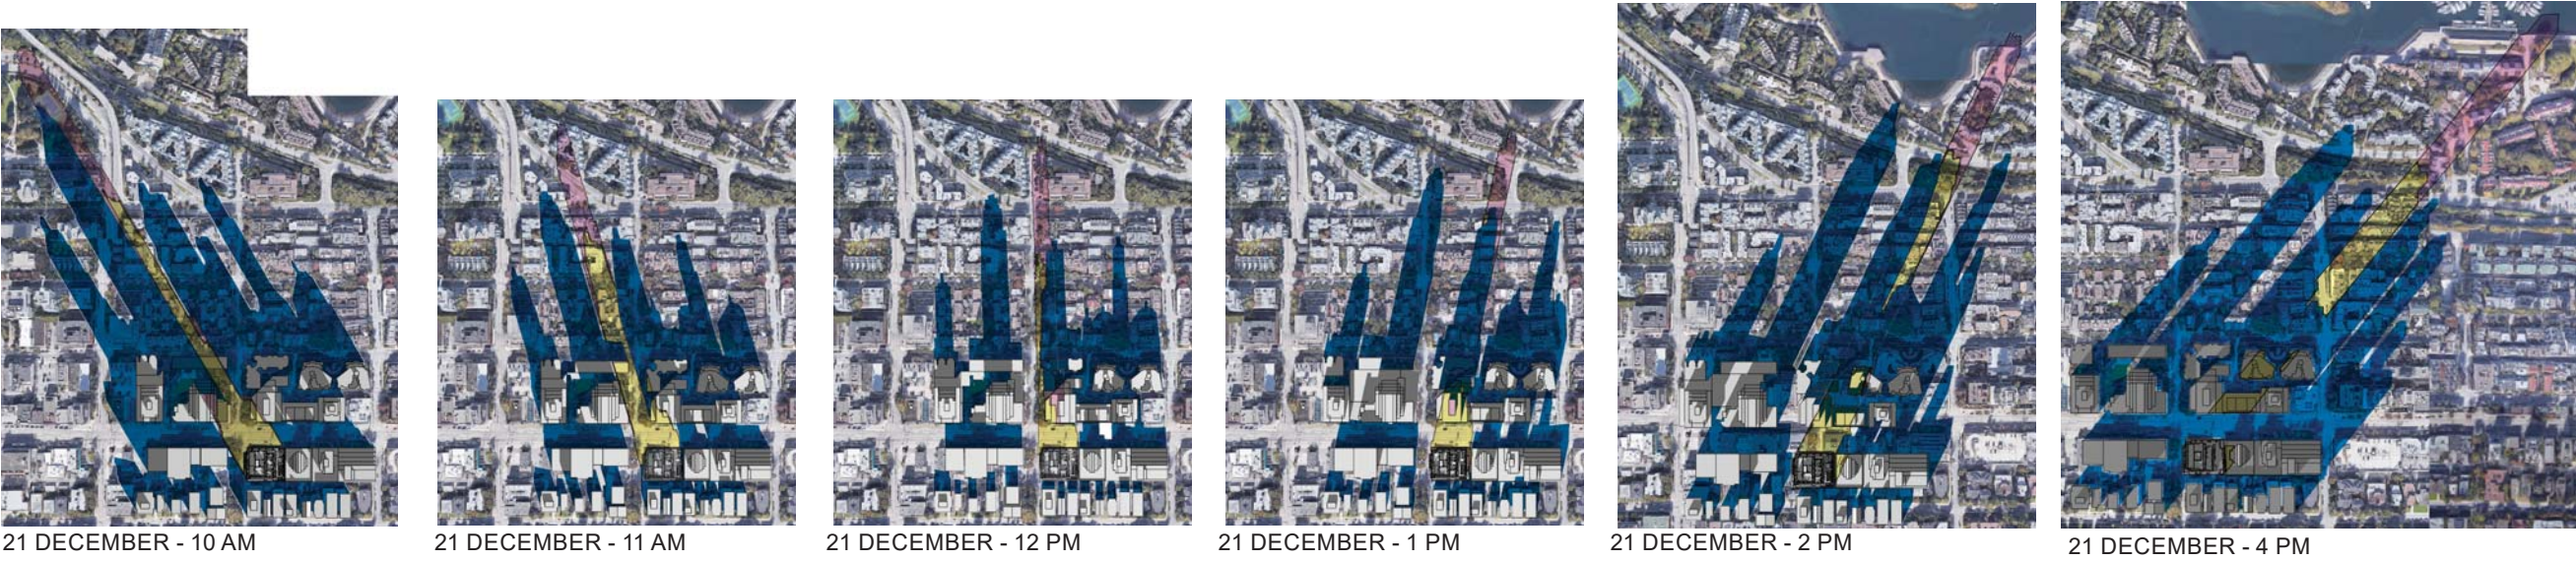 21 DECEMBER - 10 AM
21 DECEMBER - 11 AM
21 DECEMBER - 12 PM
21 DECEMBER - 1 PM
21 DECEMBER - 2 PM
21 DECEMBER - 4 PM